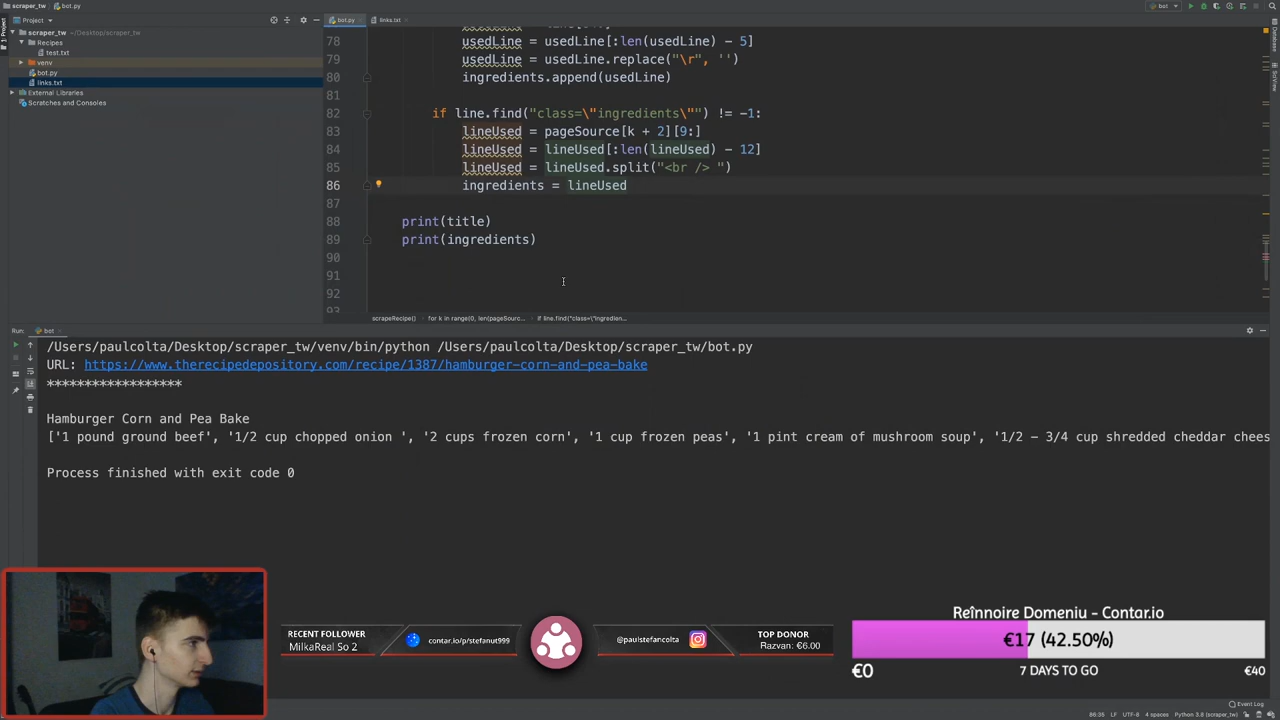 scraper_tw
bot.py
bot
Project
bot.py
links.txt
scraper_tw ~/Desktop/scraper_tw
Recipes
test.txt
venv
bot.py
links.txt
External Libraries
Scratches and Consoles
Project
Database
SciView
78 usedLine = usedLine[:len(usedLine) - 5]
79 usedLine = usedLine.replace("\r", '')
80 ingredients.append(usedLine)
81
82 if line.find("class=\"ingredients\"") != -1:
83 lineUsed = pageSource[k + 2][9:]
84 lineUsed = lineUsed[:len(lineUsed) - 12]
85 lineUsed = lineUsed.split("<br /> ")
86 ingredients = lineUsed
87
88 print(title)
89 print(ingredients)
90
91
92
93
scrapeRecipe() for k in range(0, len(pageSourc... if line.find("class=\"ingredien...
Run: bot
/Users/paulcolta/Desktop/scraper_tw/venv/bin/python /Users/paulcolta/Desktop/scraper_tw/bot.py
URL: https://www.therecipedepository.com/recipe/1387/hamburger-corn-and-pea-bake
******************
Hamburger Corn and Pea Bake
['1 pound ground beef', '1/2 cup chopped onion ', '2 cups frozen corn', '1 cup frozen peas', '1 pint cream of mushroom soup', '1/2 - 3/4 cup shredded cheddar chees
Process finished with exit code 0
RECENT FOLLOWER
MilkaReal So 2
contar.io/p/stefanut999
@paulstefancolta
TOP DONOR
Razvan: €6.00
Reînnoire Domeniu - Contar.io
€17 (42.50%)
€0
7 DAYS TO GO
€40
Event Log
86:35 LF UTF-8 4 spaces Python 3.6 (scraper_tw)